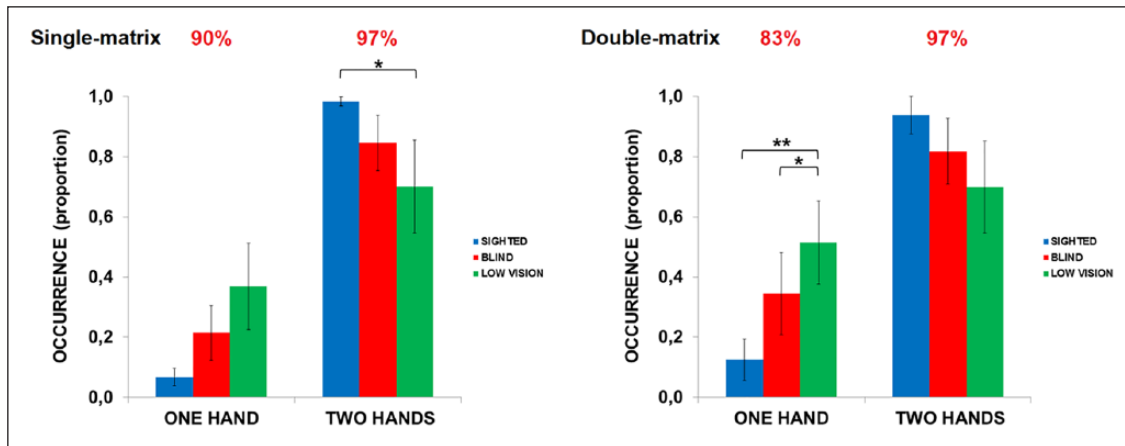 Single-matrix 90% 97%
*
OCCURRENCE (proportion)
1,0
0,8
0,6
0,4
0,2
0,0
ONE HAND TWO HANDS
SIGHTED
BLIND
LOW VISION
Double-matrix 83% 97%
**
*
OCCURRENCE (proportion)
1,0
0,8
0,6
0,4
0,2
0,0
ONE HAND TWO HANDS
SIGHTED
BLIND
LOW VISION